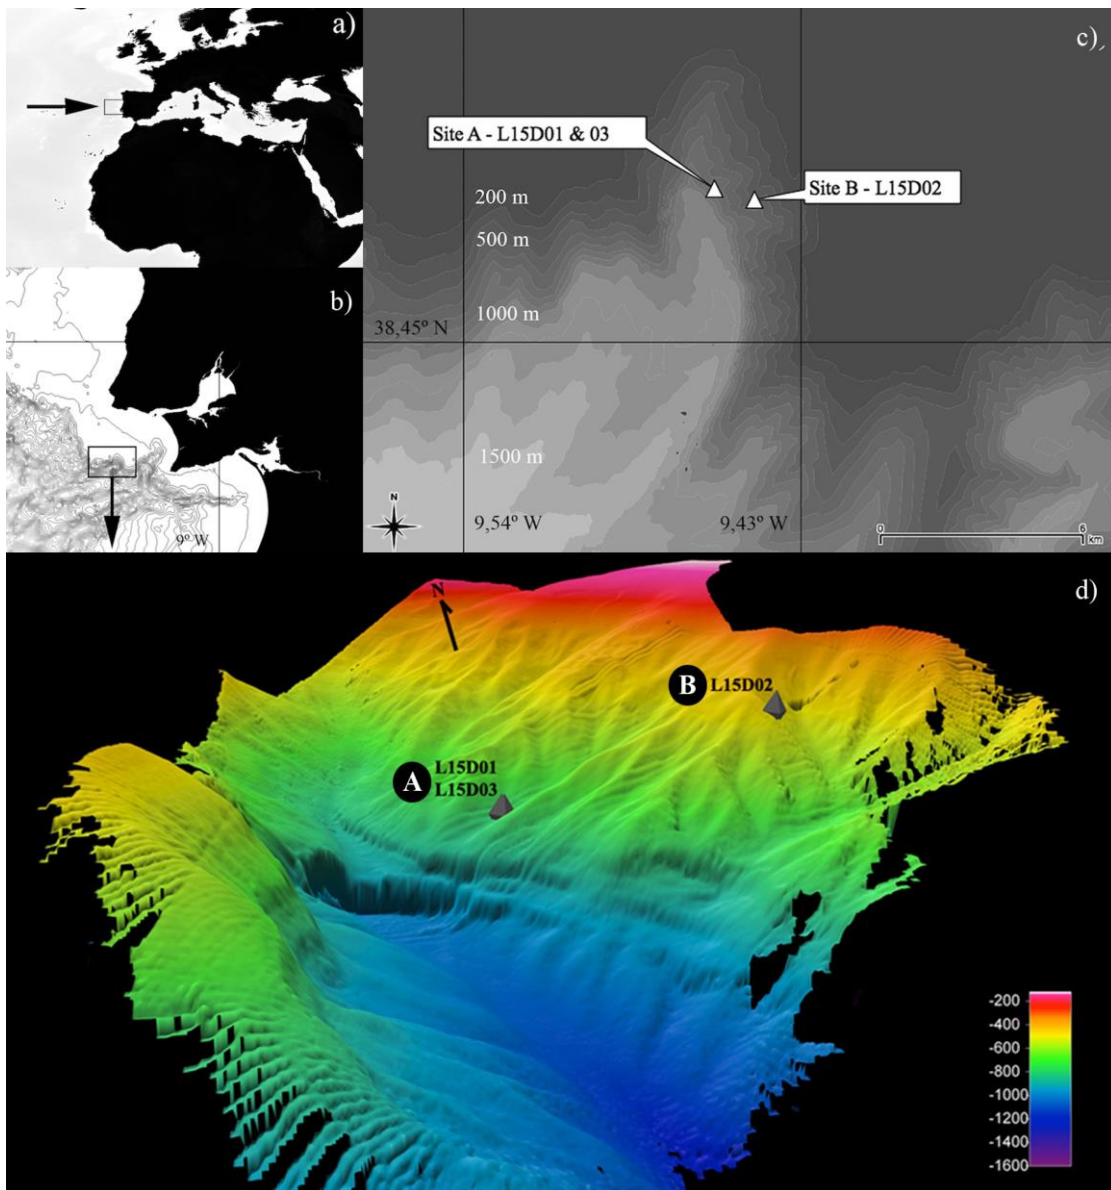 a)
b)
9º W
c)
Site A - L15D01 & 03
Site B - L15D02
200 m
500 m
1000 m
38,45º N
1500 m
N
9,54º W
9,43º W
0
6
km
d)
N
B
L15D02
A
L15D01
L15D03
-200
-400
-600
-800
-1000
-1200
-1400
-1600